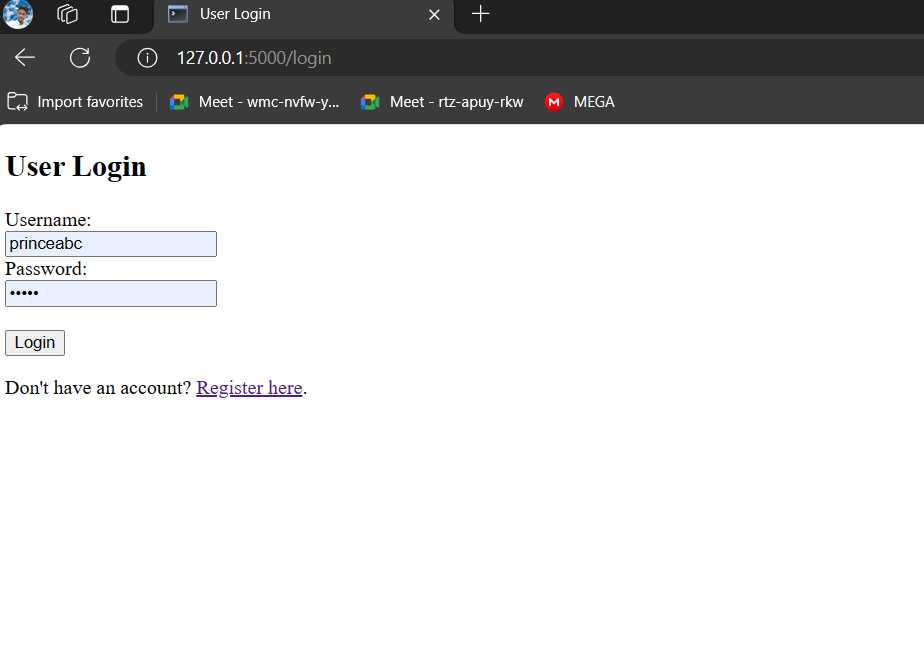 User Login
127.0.0.1:5000/login
Import favorites
Meet - wmc-nvfw-y...
Meet - rtz-apuy-rkw
M
MEGA
User Login
Username:
princeabc
Password:
•••••
Login
Don't have an account? Register here.